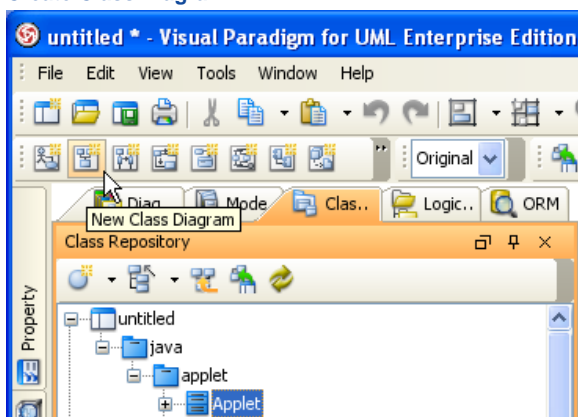 untitled * - Visual Paradigm for UML Enterprise Edition
File Edit View Tools Window Help
Original
Diag Mode Clas.. Logic.. ORM
New Class Diagram
Class Repository
Property
untitled
java
applet
Applet